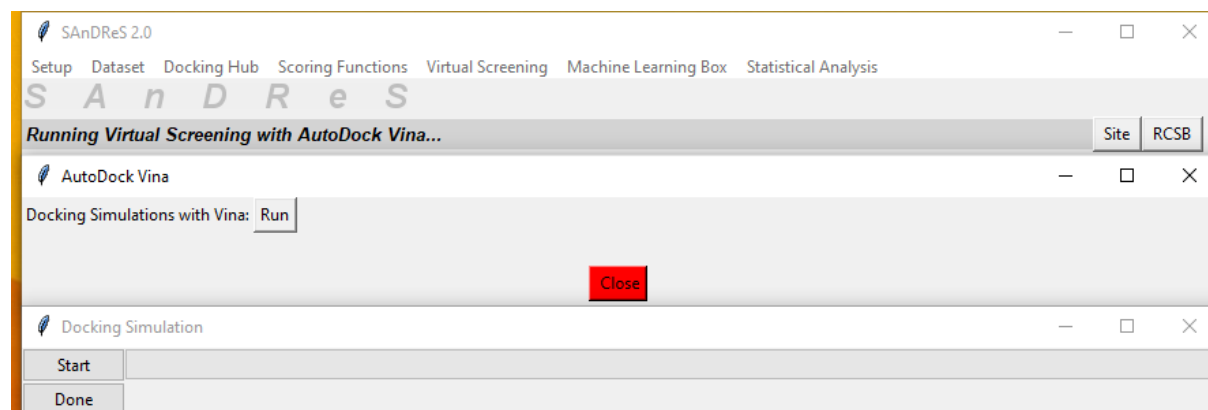 SAnDReS 2.0
Setup Dataset Docking Hub Scoring Functions Virtual Screening Machine Learning Box Statistical Analysis
S A n D R e S
Running Virtual Screening with AutoDock Vina...
Site RCSB
AutoDock Vina
Docking Simulations with Vina: Run
Close
Docking Simulation
Start
Done